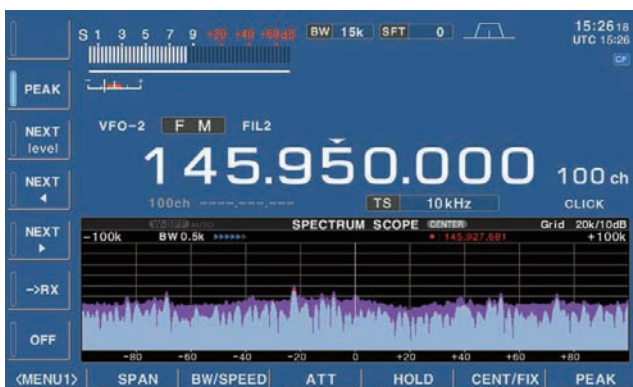 S 1 3 5 7 9 +20 +40 +60dB BW 15k SFT 0 15:26 18
UTC 15:26
CF
PEAK
VFO-2 F M FIL2
NEXT level
145.950.000 100 ch
NEXT ◀
100ch ----.---.--- TS 10kHz CLICK
AUTO SPECTRUM SCOPE CENTER Grid 20k/10dB
NEXT ▶
-100k BW 0.5k ▶▶▶▶▶ 145.927.681 +100k
->RX
OFF
-80 -60 -40 -20 0 +20 +40 +60 +80
<MENU1> SPAN BW/SPEED ATT HOLD CENT/FIX PEAK